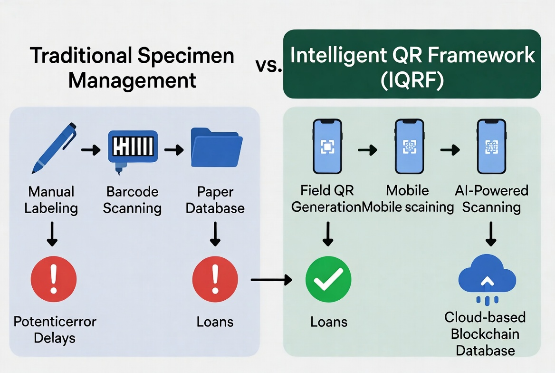 Traditional Specimen
Management
vs.
Intelligent QR Framework
(IQRF)
Manual
Labeling
Barcode
Scanning
Paper
Database
Field QR
Generation
Mobile
Mobile scaining
AI-Powered
Scanning
!
!
Potenticerror
Delays
Loans
Loans
Cloud-based
Blockchain
Database